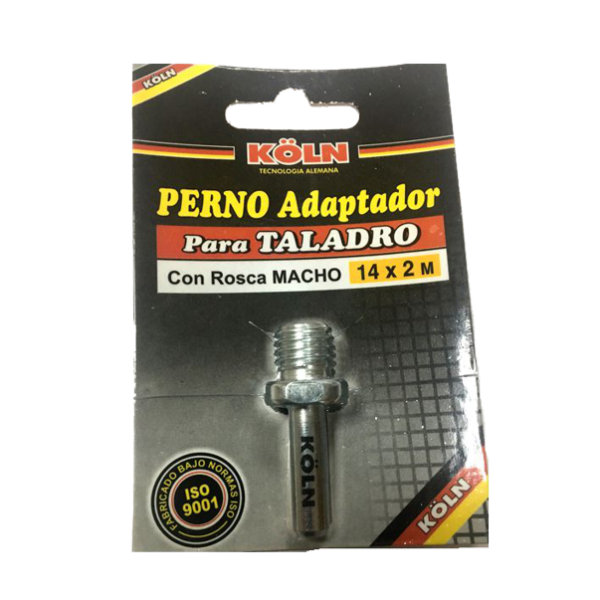 KÖLN
KÖLN
TECNOLOGIA ALEMANA
PERNO Adaptador
Para TALADRO
Con Rosca MACHO 14 x 2 M
KÖLN
FABRICADO BAJO NORMAS ISO
ISO
9001
KÖLN